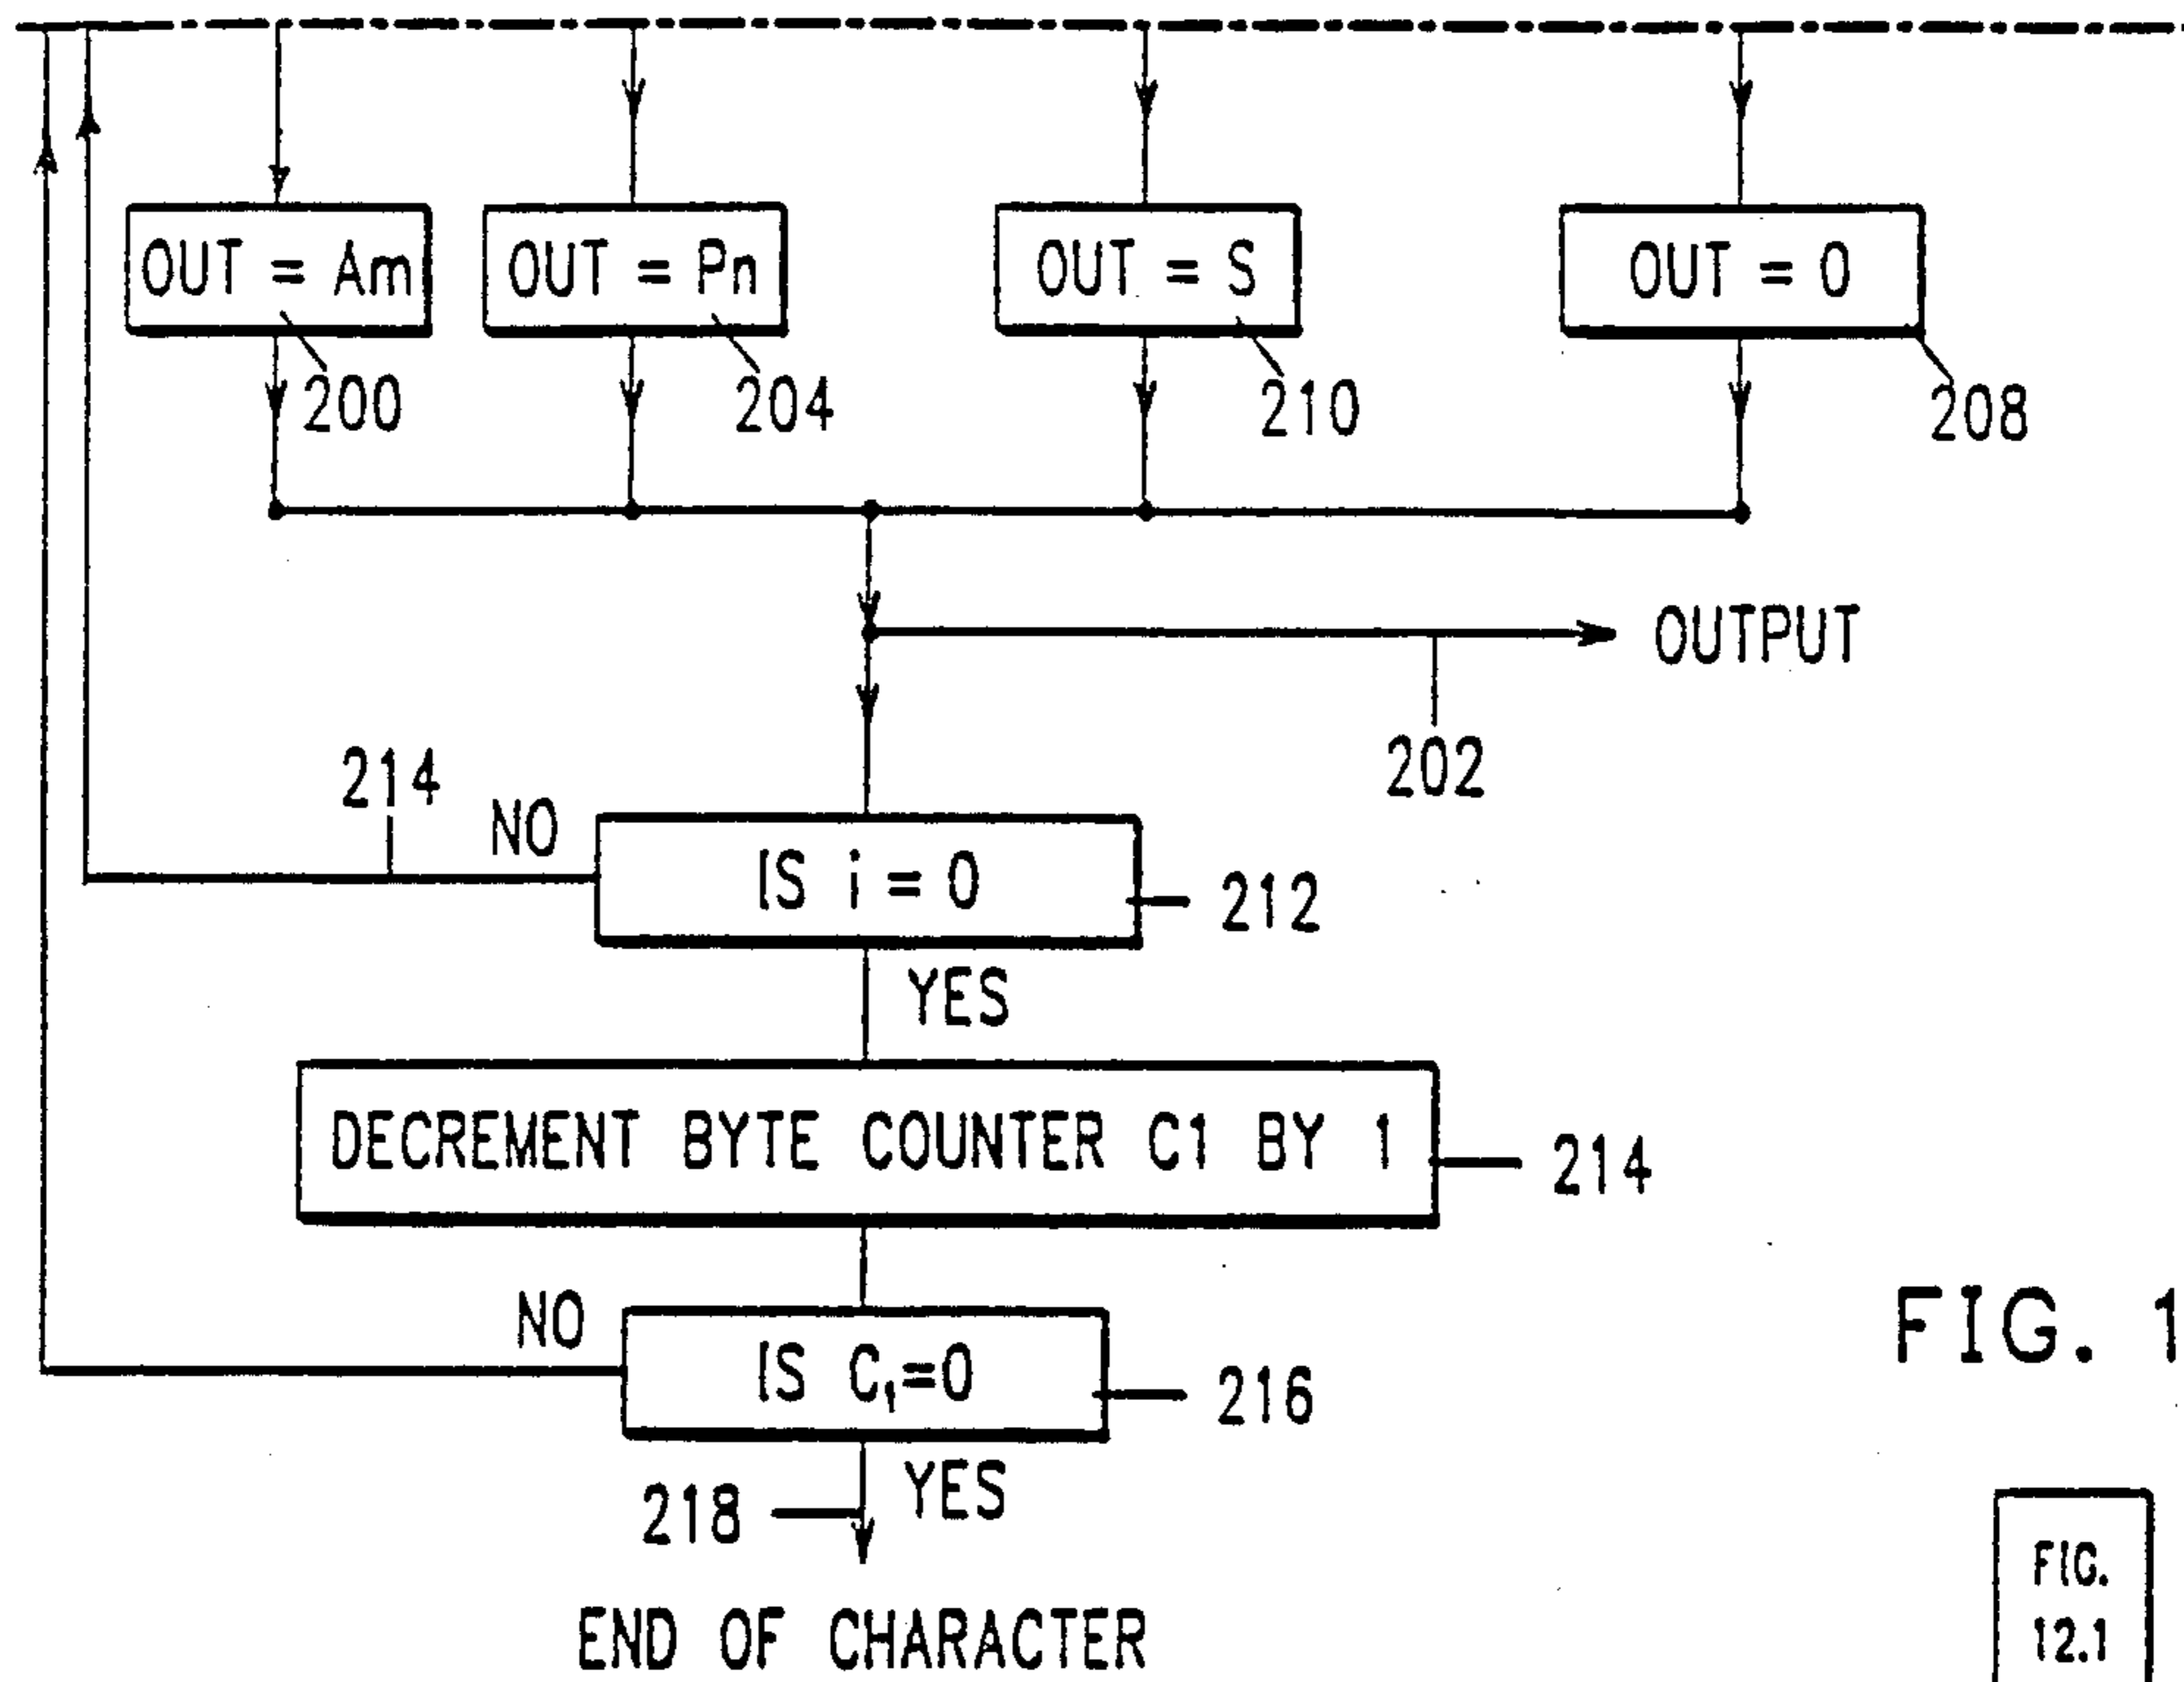 OUT = Am
OUT = Pn
OUT = S
OUT = 0
200
204
210
208
OUTPUT
202
214
NO
IS i = 0
212
YES
DECREMENT BYTE COUNTER C1 BY 1
214
NO
IS C₁=0
216
FIG. 1
218
YES
END OF CHARACTER
FIG.
12.1